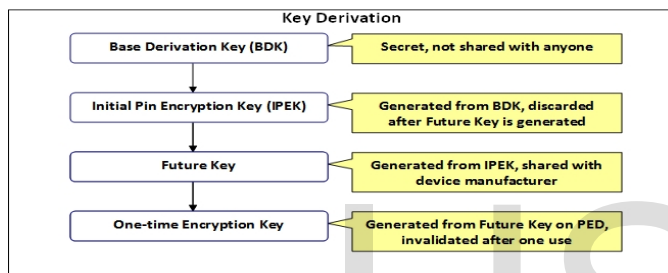 Key Derivation
Base Derivation Key (BDK)
Secret, not shared with anyone
Initial Pin Encryption Key (IPEK)
Generated from BDK, discarded
after Future Key is generated
Future Key
Generated from IPEK, shared with
device manufacturer
One-time Encryption Key
Generated from Future Key on PED,
invalidated after one use